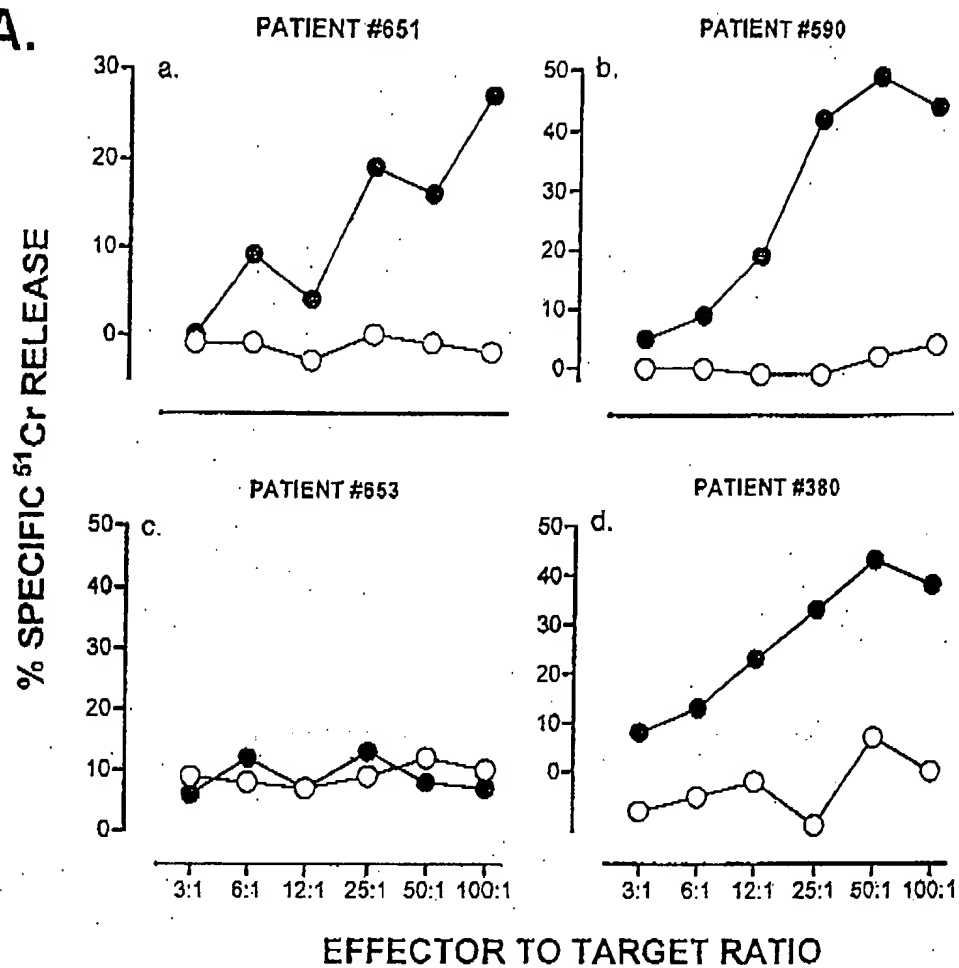 A.
PATIENT #651
a.
30
20
10
0
PATIENT #590
b.
50
40
30
20
10
0
% SPECIFIC ⁵¹Cr RELEASE
PATIENT #653
c.
50
40
30
20
10
0
3:1 6:1 12:1 25:1 50:1 100:1
PATIENT #380
d.
50
40
30
20
10
0
3:1 6:1 12:1 25:1 50:1 100:1
EFFECTOR TO TARGET RATIO